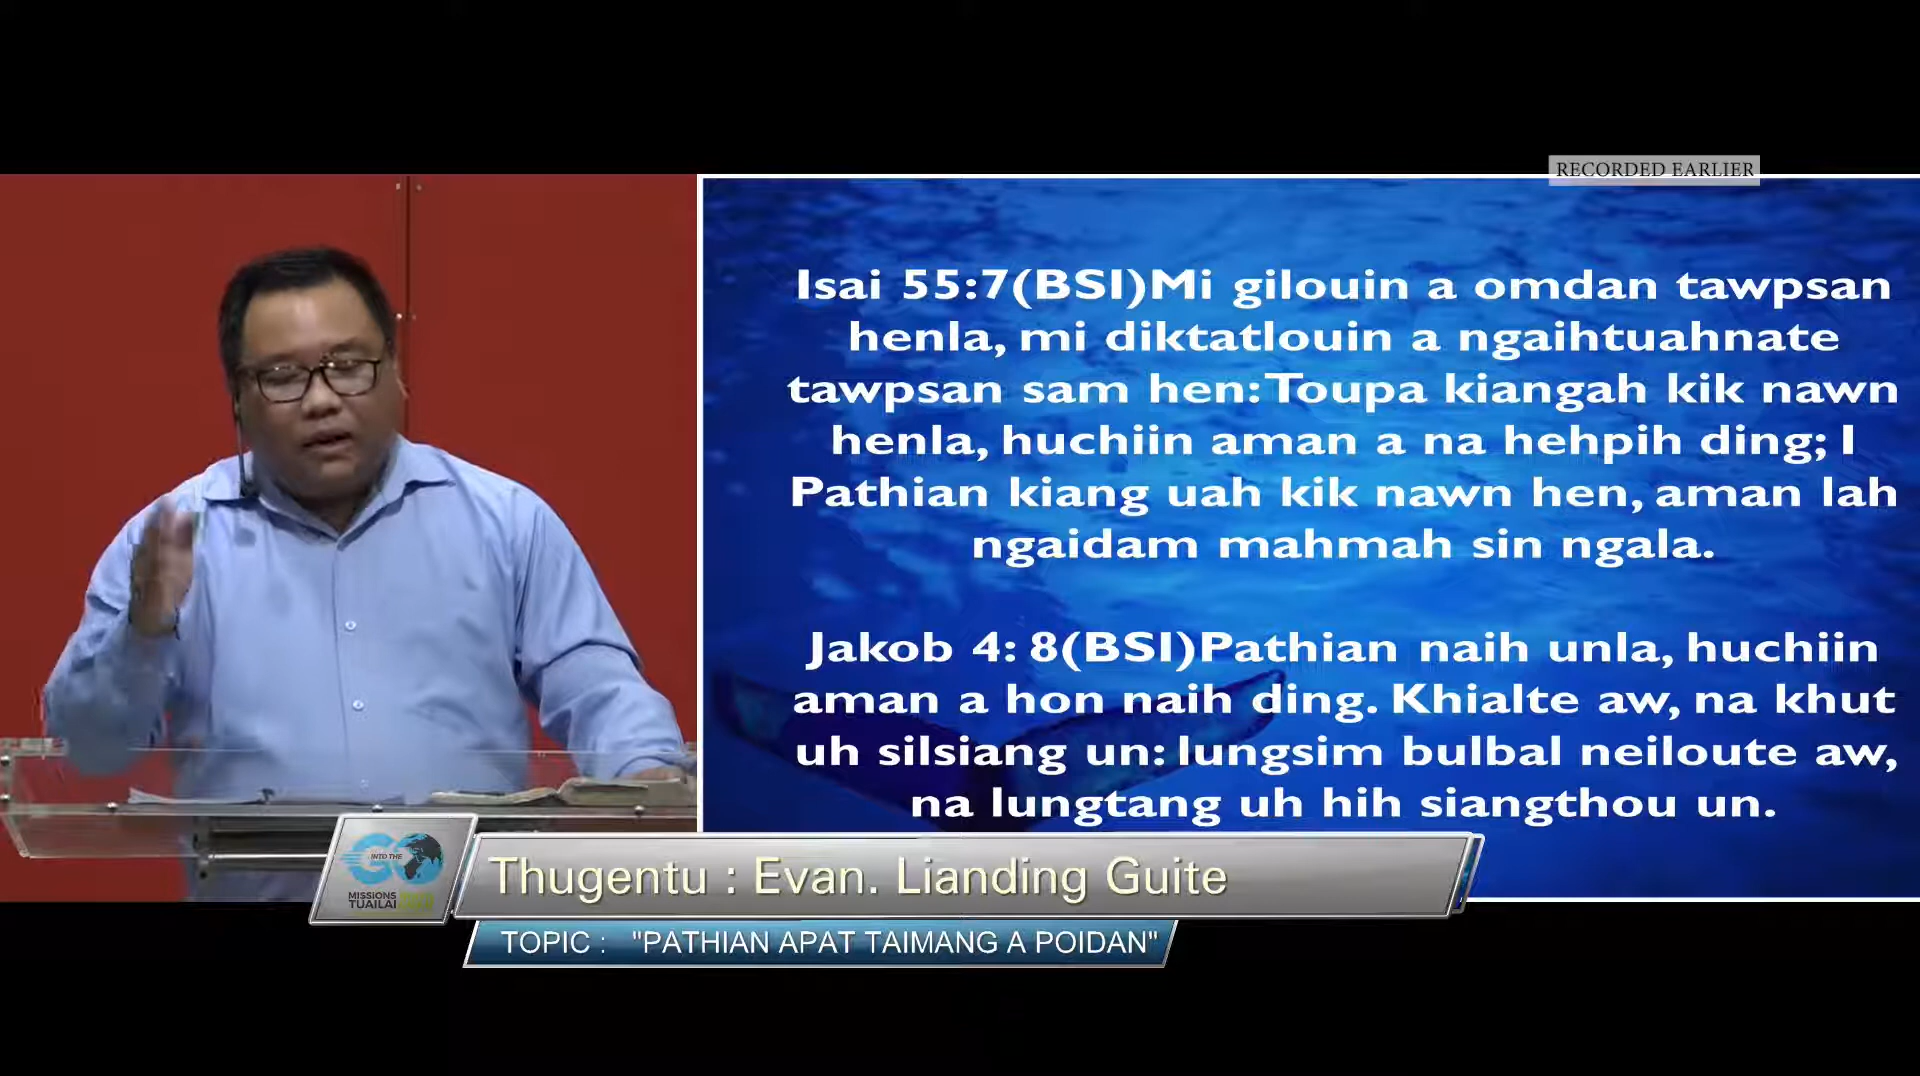 RECORDED EARLIER
Isai 55:7(BSI)Mi gilouin a omdan tawpsan
henla, mi diktatlouin a ngaihtuahnate
tawpsan sam hen: Toupa kiangah kik nawn
henla, huchiin aman a na hehpih ding; I
Pathian kiang uah kik nawn hen, aman lah
ngaidam mahmah sin ngala.
Jakob 4: 8(BSI)Pathian naih unla, huchiin
aman a hon naih ding. Khialte aw, na khut
uh silsiang un: lungsim bulbal neiloute aw,
na lungtang uh hih siangthou un.
GO
INTO THE
MISSIONS
TUAILAI
Thugentu : Evan. Lianding Guite
TOPIC : "PATHIAN APAT TAIMANG A POIDAN"